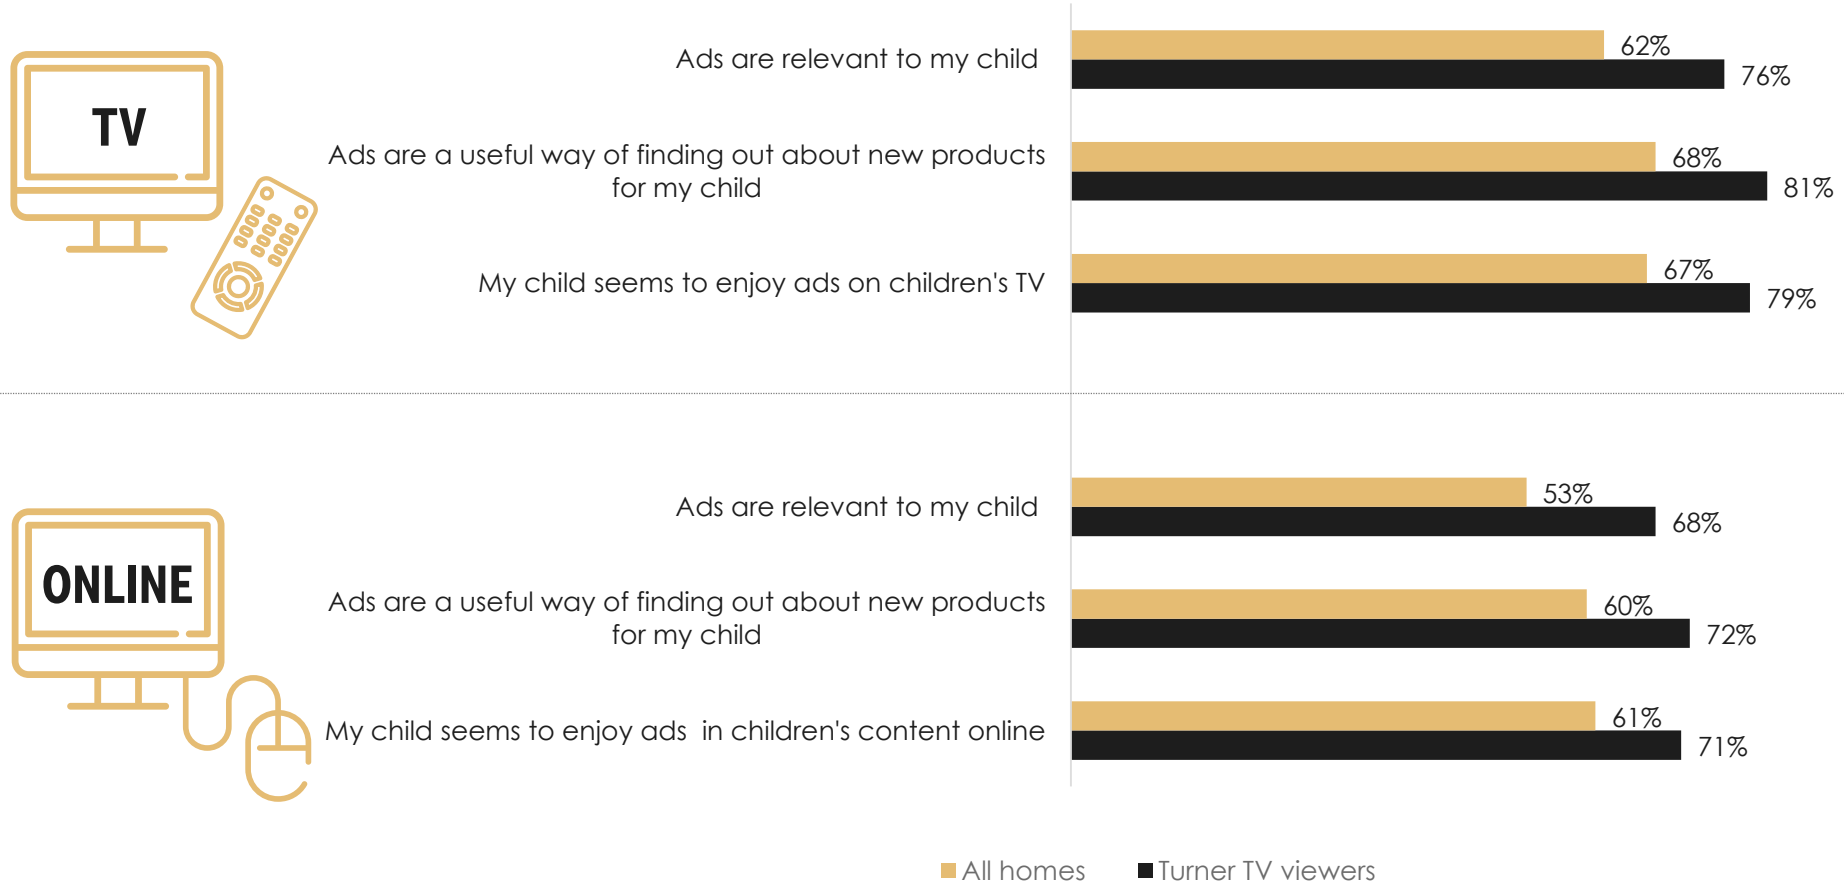 TV
Ads are relevant to my child
62%
76%
Ads are a useful way of finding out about new products
for my child
68%
81%
My child seems to enjoy ads on children's TV
67%
79%
ONLINE
Ads are relevant to my child
53%
68%
Ads are a useful way of finding out about new products
for my child
60%
72%
My child seems to enjoy ads in children's content online
61%
71%
All homes
Turner TV viewers